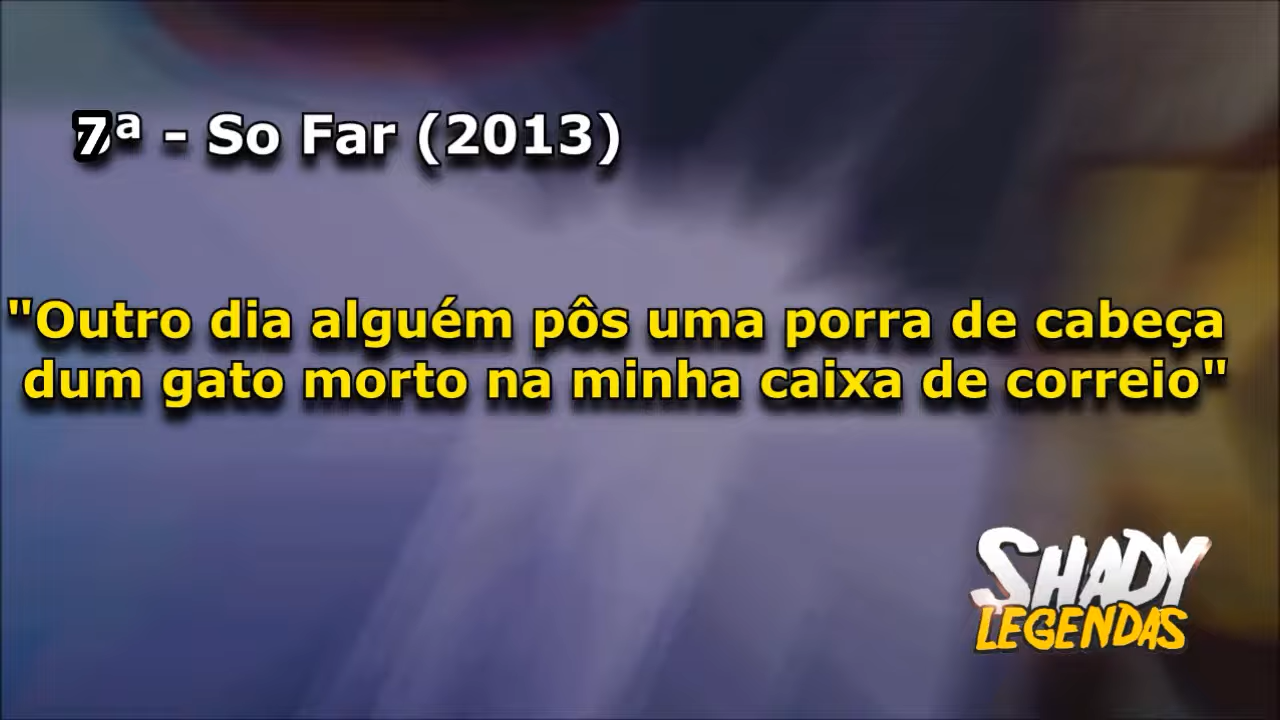 7ª - So Far (2013)
"Outro dia alguém pôs uma porra de cabeça
dum gato morto na minha caixa de correio"
SHADY
LEGENDAS